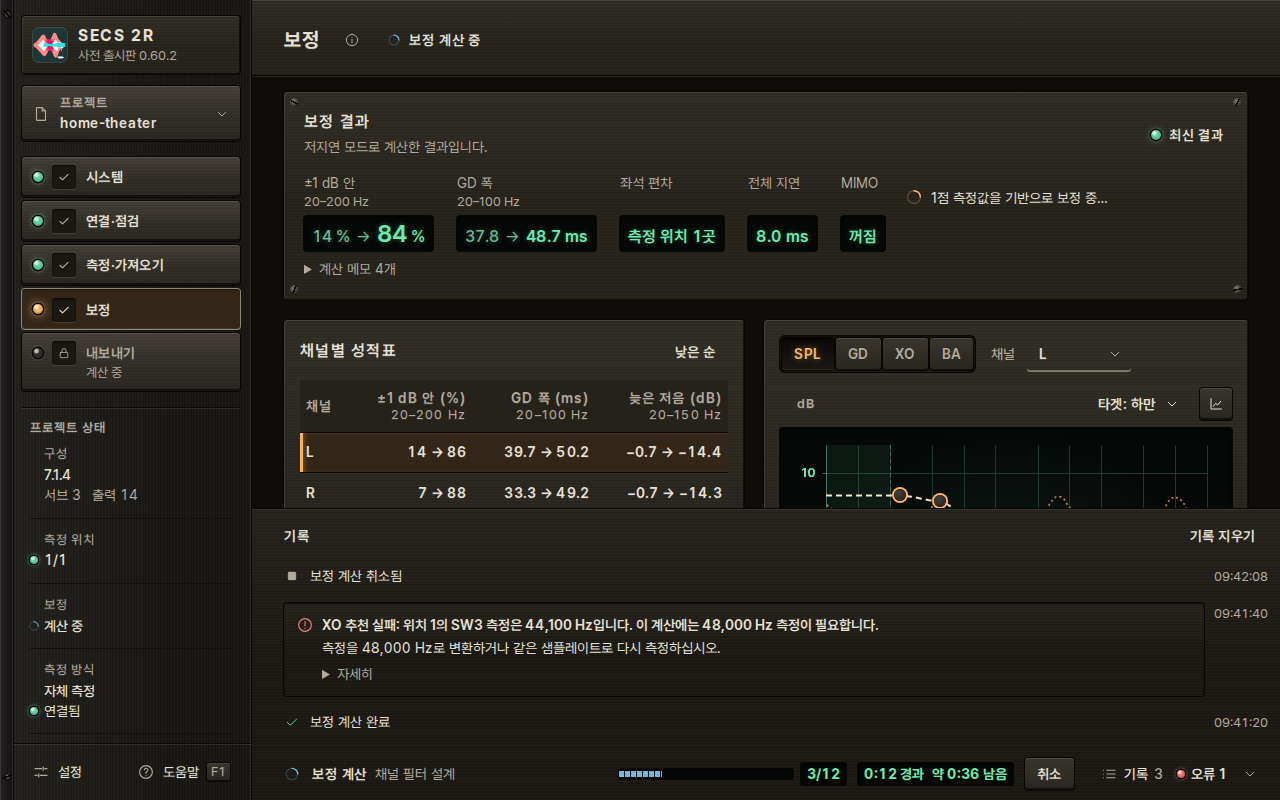 SECS 2R
사전 출시판 0.60.2
프로젝트
home-theater
시스템
연결·점검
측정·가져오기
보정
내보내기
계산 중
프로젝트 상태
구성
7.1.4
서브 3 출력 14
측정 위치
1/1
보정
계산 중
측정 방식
자체 측정
연결됨
설정
도움말 F1
보정
보정 계산 중
보정 결과
저지연 모드로 계산한 결과입니다.
최신 결과
±1 dB 안
20–200 Hz
14 % → 84 %
GD 폭
20–100 Hz
37.8 → 48.7 ms
좌석 편차
측정 위치 1곳
전체 지연
8.0 ms
MIMO
꺼짐
1점 측정값을 기반으로 보정 중…
▶ 계산 메모 4개
채널별 성적표
낮은 순
채널 ±1 dB 안 (%) GD 폭 (ms) 늦은 저음 (dB)
20–200 Hz 20–100 Hz 20–150 Hz
L 14 → 86 39.7 → 50.2 −0.7 → −14.4
R 7 → 88 33.3 → 49.2 −0.7 → −14.3
SPL GD XO BA 채널 L
dB
타겟: 하만
10
기록
기록 지우기
보정 계산 취소됨 09:42:08
XO 추천 실패: 위치 1의 SW3 측정은 44,100 Hz입니다. 이 계산에는 48,000 Hz 측정이 필요합니다. 09:41:40
측정을 48,000 Hz로 변환하거나 같은 샘플레이트로 다시 측정하십시오.
▶ 자세히
보정 계산 완료 09:41:20
보정 계산 채널 필터 설계 3/12 0:12 경과 약 0:36 남음 취소 기록 3 오류 1